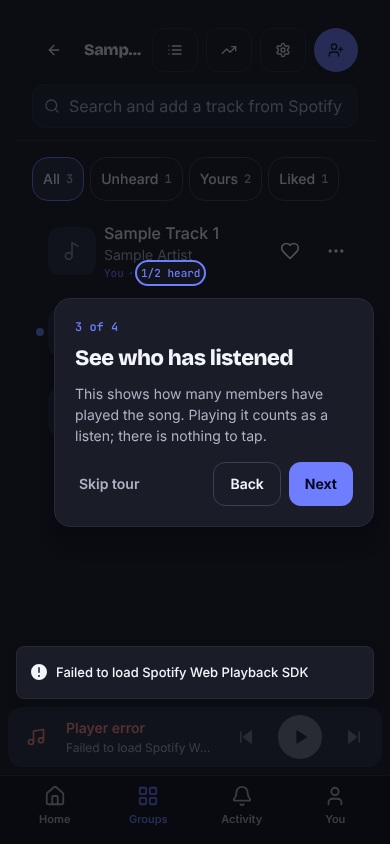 Samp...
Search and add a track from Spotify
All 3
Unheard 1
Yours 2
Liked 1
Sample Track 1
Sample Artist
You · 1/2 heard
3 of 4
See who has listened
This shows how many members have
played the song. Playing it counts as a
listen; there is nothing to tap.
Skip tour
Back
Next
Failed to load Spotify Web Playback SDK
Player error
Failed to load Spotify W...
Home
Groups
Activity
You